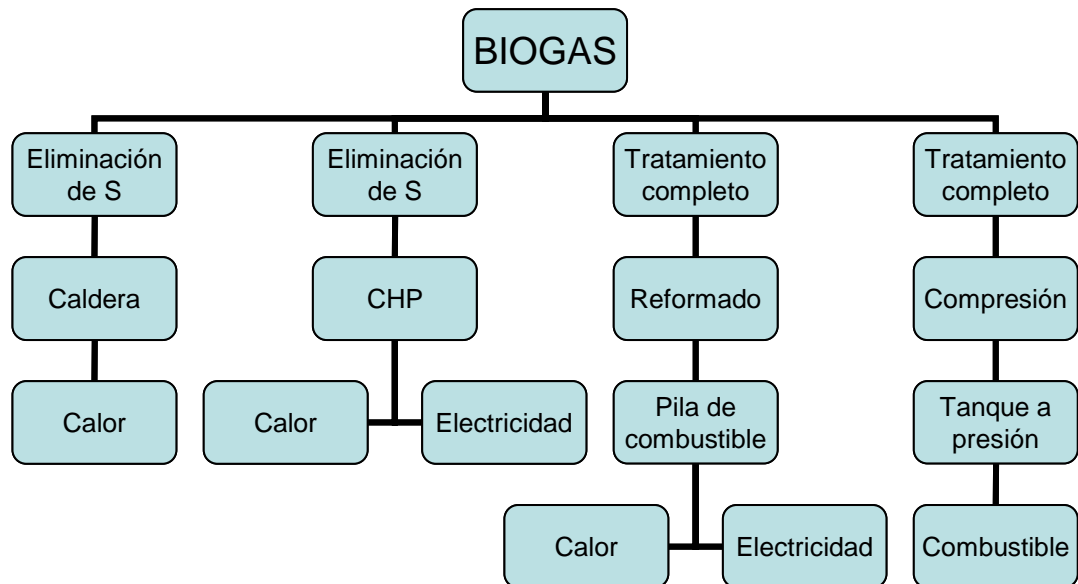 BIOGAS
Eliminación
de S
Eliminación
de S
Tratamiento
completo
Tratamiento
completo
Caldera
CHP
Reformado
Compresión
Calor
Calor
Electricidad
Pila de
combustible
Tanque a
presión
Calor
Electricidad
Combustible